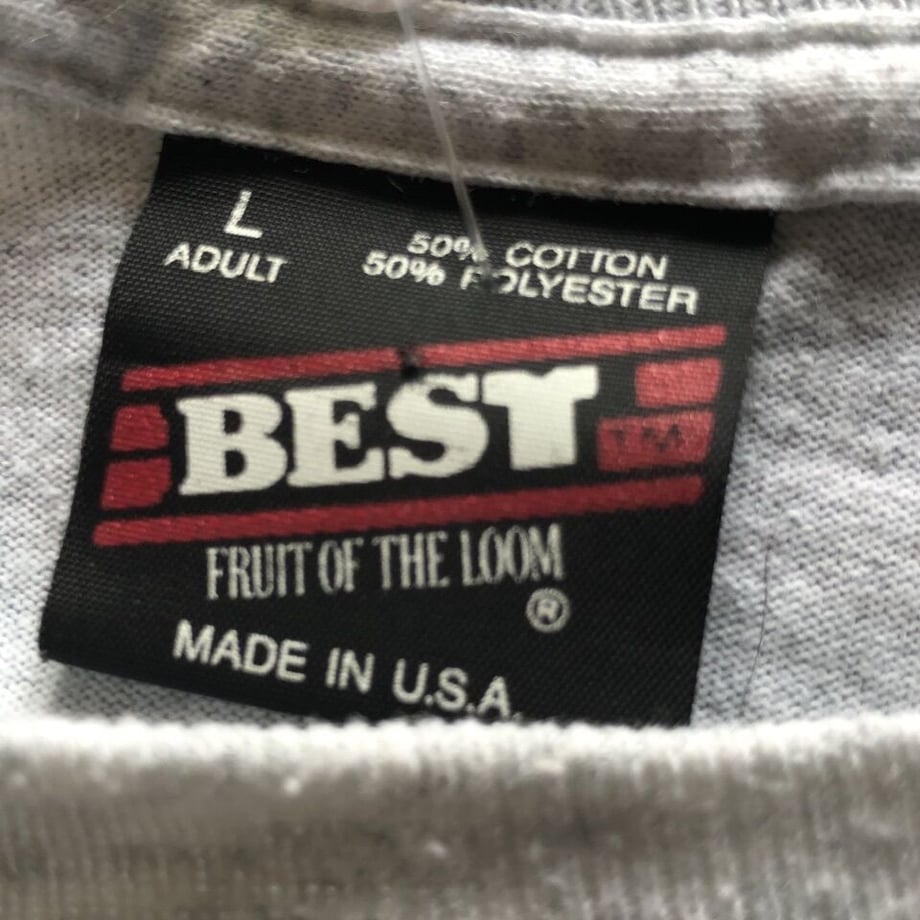 L
ADULT
50% COTTON
50% POLYESTER
BEST
TM
FRUIT OF THE LOOM
®
MADE IN U.S.A.